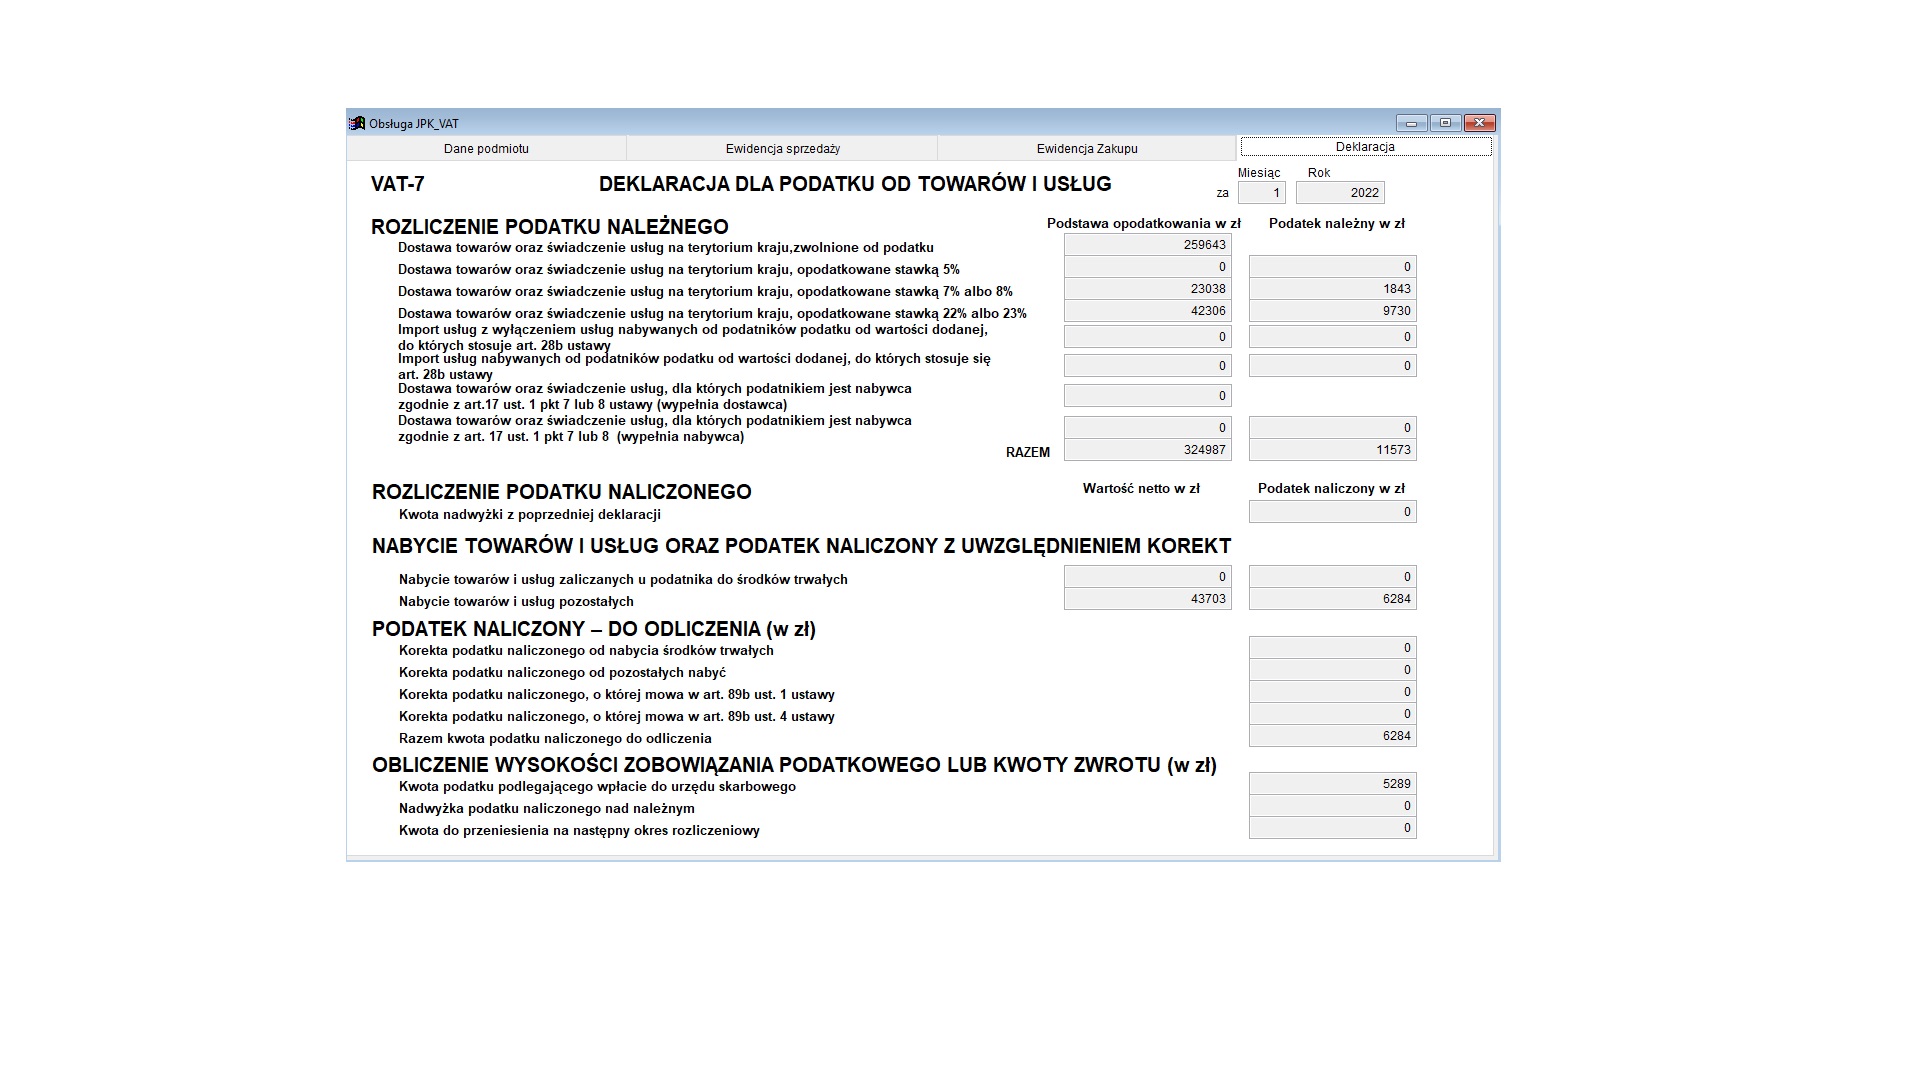 Obsługa JPK_VAT
Dane podmiotu Ewidencja sprzedaży Ewidencja Zakupu Deklaracja
Miesiąc Rok
VAT-7 DEKLARACJA DLA PODATKU OD TOWARÓW I USŁUG za 1 2022
ROZLICZENIE PODATKU NALEŻNEGO Podstawa opodatkowania w zł Podatek należny w zł
Dostawa towarów oraz świadczenie usług na terytorium kraju,zwolnione od podatku 259643
Dostawa towarów oraz świadczenie usług na terytorium kraju, opodatkowane stawką 5% 0 0
Dostawa towarów oraz świadczenie usług na terytorium kraju, opodatkowane stawką 7% albo 8% 23038 1843
Dostawa towarów oraz świadczenie usług na terytorium kraju, opodatkowane stawką 22% albo 23% 42306 9730
Import usług z wyłączeniem usług nabywanych od podatników podatku od wartości dodanej,
do których stosuje art. 28b ustawy 0 0
Import usług nabywanych od podatników podatku od wartości dodanej, do których stosuje się
art. 28b ustawy 0 0
Dostawa towarów oraz świadczenie usług, dla których podatnikiem jest nabywca
zgodnie z art.17 ust. 1 pkt 7 lub 8 ustawy (wypełnia dostawca) 0
Dostawa towarów oraz świadczenie usług, dla których podatnikiem jest nabywca
zgodnie z art. 17 ust. 1 pkt 7 lub 8 (wypełnia nabywca) 0 0
RAZEM 324987 11573
ROZLICZENIE PODATKU NALICZONEGO Wartość netto w zł Podatek naliczony w zł
Kwota nadwyżki z poprzedniej deklaracji 0
NABYCIE TOWARÓW I USŁUG ORAZ PODATEK NALICZONY Z UWZGLĘDNIENIEM KOREKT
Nabycie towarów i usług zaliczanych u podatnika do środków trwałych 0 0
Nabycie towarów i usług pozostałych 43703 6284
PODATEK NALICZONY – DO ODLICZENIA (w zł)
Korekta podatku naliczonego od nabycia środków trwałych 0
Korekta podatku naliczonego od pozostałych nabyć 0
Korekta podatku naliczonego, o której mowa w art. 89b ust. 1 ustawy 0
Korekta podatku naliczonego, o której mowa w art. 89b ust. 4 ustawy 0
Razem kwota podatku naliczonego do odliczenia 6284
OBLICZENIE WYSOKOŚCI ZOBOWIĄZANIA PODATKOWEGO LUB KWOTY ZWROTU (w zł)
Kwota podatku podlegającego wpłacie do urzędu skarbowego 5289
Nadwyżka podatku naliczonego nad należnym 0
Kwota do przeniesienia na następny okres rozliczeniowy 0